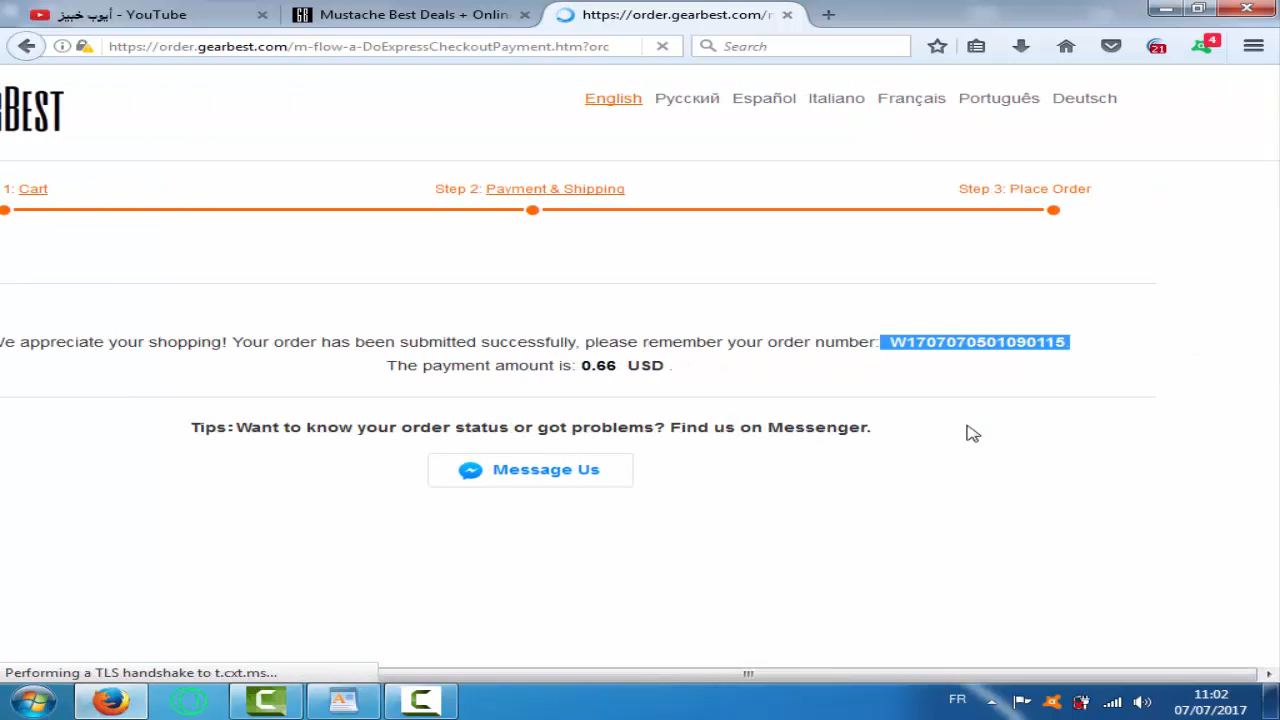 أيوب خبيز - YouTube
GB Mustache Best Deals + Onlin
https://order.gearbest.com/m
https://order.gearbest.com/m-flow-a-DoExpressCheckoutPayment.htm?orc
Search
21
4
BEST
English Русский Español Italiano Français Português Deutsch
1: Cart
Step 2: Payment & Shipping
Step 3: Place Order
We appreciate your shopping! Your order has been submitted successfully, please remember your order number: W1707070501090115
The payment amount is: 0.66 USD .
Tips: Want to know your order status or got problems? Find us on Messenger.
Message Us
Performing a TLS handshake to t.cxt.ms...
FR
11:02
07/07/2017